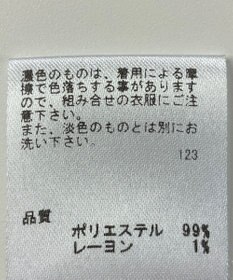 濃色のものは、着用による摩
擦で色落ちする事があります
ので、組み合せの衣服にご注
意下さい。
また、淡色のものとは別にお
洗い下さい。
123
品質
ポリエステル 99%
レーヨン 1%